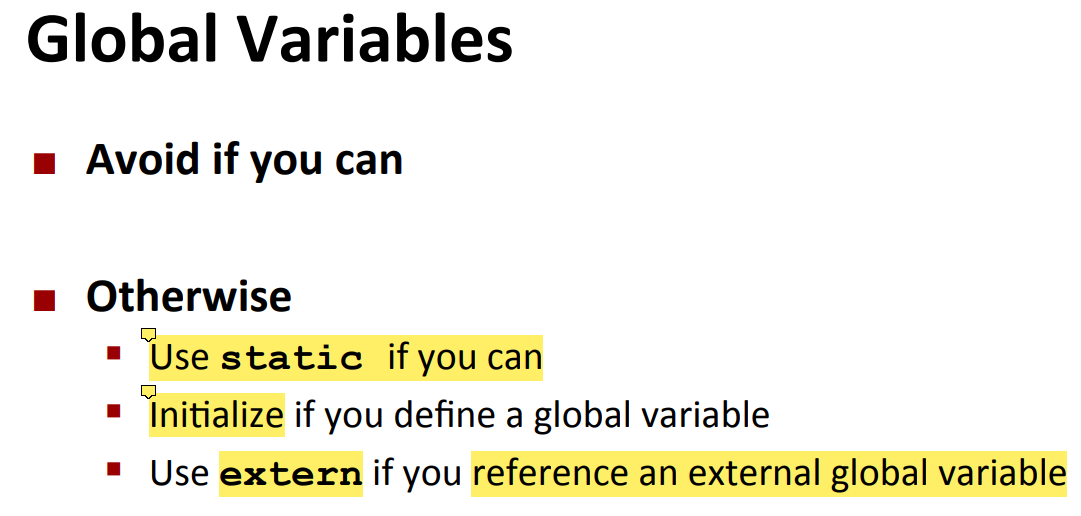 Global Variables
Avoid if you can
Otherwise
Use static if you can
Initialize if you define a global variable
Use extern if you reference an external global variable